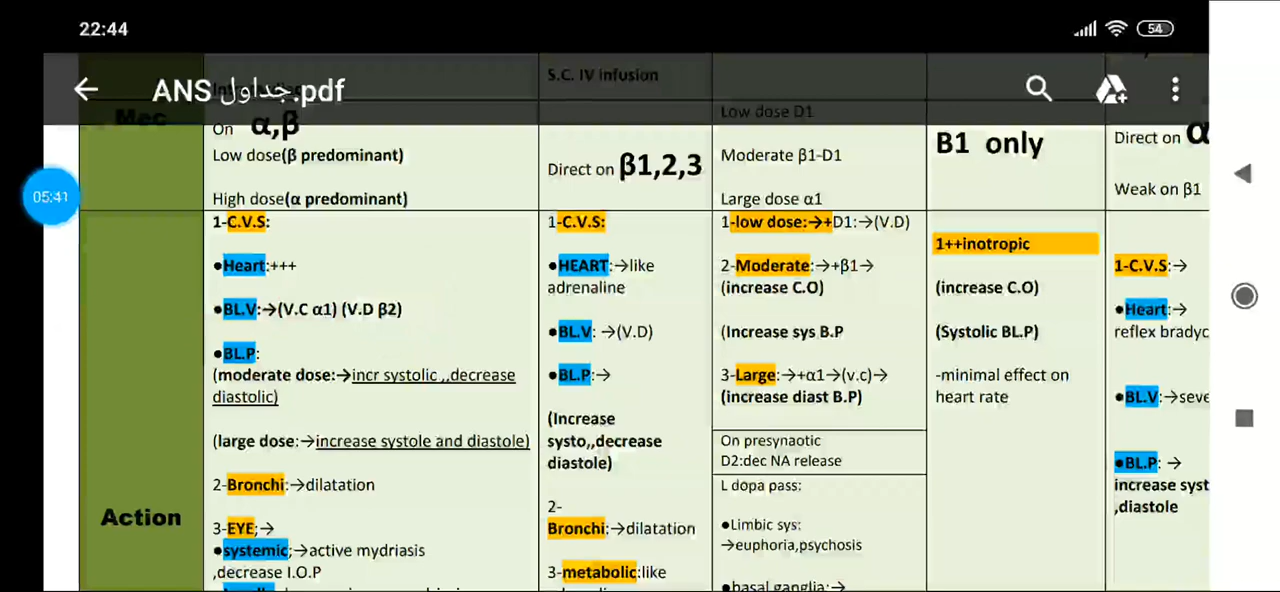 22:44
54
ANS جداول.pdf
05:41
S.C. IV infusion
Mec
On α,β
Low dose(β predominant)
High dose(α predominant)
Direct on β1,2,3
Low dose D1
Moderate β1-D1
Large dose α1
B1 only
Direct on α
Weak on β1
Action
1-C.V.S:
●Heart:+++
●BL.V:→(V.C α1) (V.D β2)
●BL.P:
(moderate dose:→incr systolic ,,decrease
diastolic)
(large dose:→increase systole and diastole)
2-Bronchi:→dilatation
3-EYE;→
●systemic;→active mydriasis
,decrease I.O.P
1-C.V.S:
●HEART:→like
adrenaline
●BL.V: →(V.D)
●BL.P:→
(Increase
systo,,decrease
diastole)
2-
Bronchi:→dilatation
3-metabolic:like
1-low dose:→+D1:→(V.D)
2-Moderate:→+β1→
(increase C.O)
(Increase sys B.P
3-Large:→+α1→(v.c)→
(increase diast B.P)
On presynaotic
D2:dec NA release
L dopa pass:
●Limbic sys:
→euphoria,psychosis
●basal ganglia:→
1++inotropic
(increase C.O)
(Systolic BL.P)
-minimal effect on
heart rate
1-C.V.S:→
●Heart:→
reflex bradyc
●BL.V:→seve
●BL.P: →
increase syst
,diastole